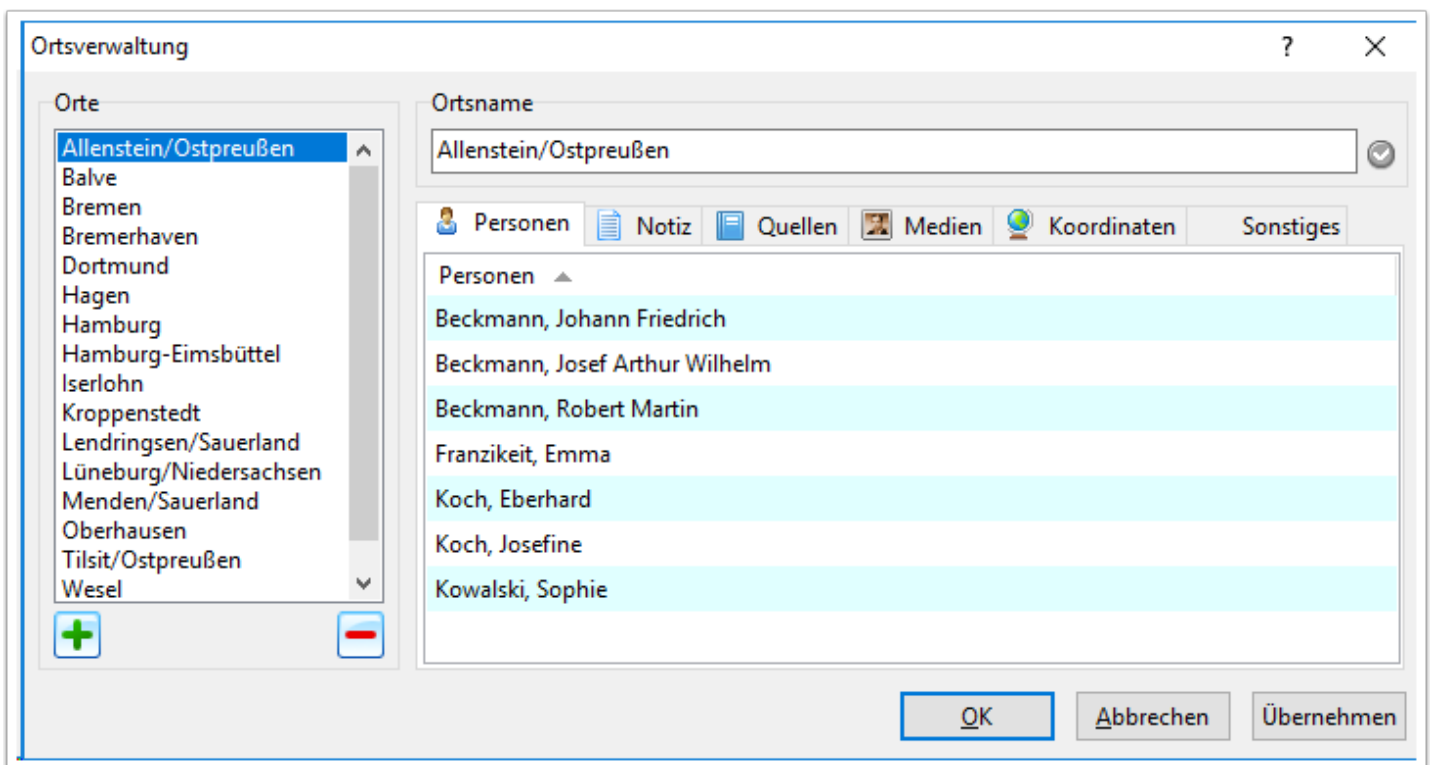 Ortsverwaltung
?
Orte
Allenstein/Ostpreußen
Balve
Bremen
Bremerhaven
Dortmund
Hagen
Hamburg
Hamburg-Eimsbüttel
Iserlohn
Kroppenstedt
Lendringsen/Sauerland
Lüneburg/Niedersachsen
Menden/Sauerland
Oberhausen
Tilsit/Ostpreußen
Wesel
Ortsname
Allenstein/Ostpreußen
Personen Notiz Quellen Medien Koordinaten Sonstiges
Personen
Beckmann, Johann Friedrich
Beckmann, Josef Arthur Wilhelm
Beckmann, Robert Martin
Franzikeit, Emma
Koch, Eberhard
Koch, Josefine
Kowalski, Sophie
OK Abbrechen Übernehmen